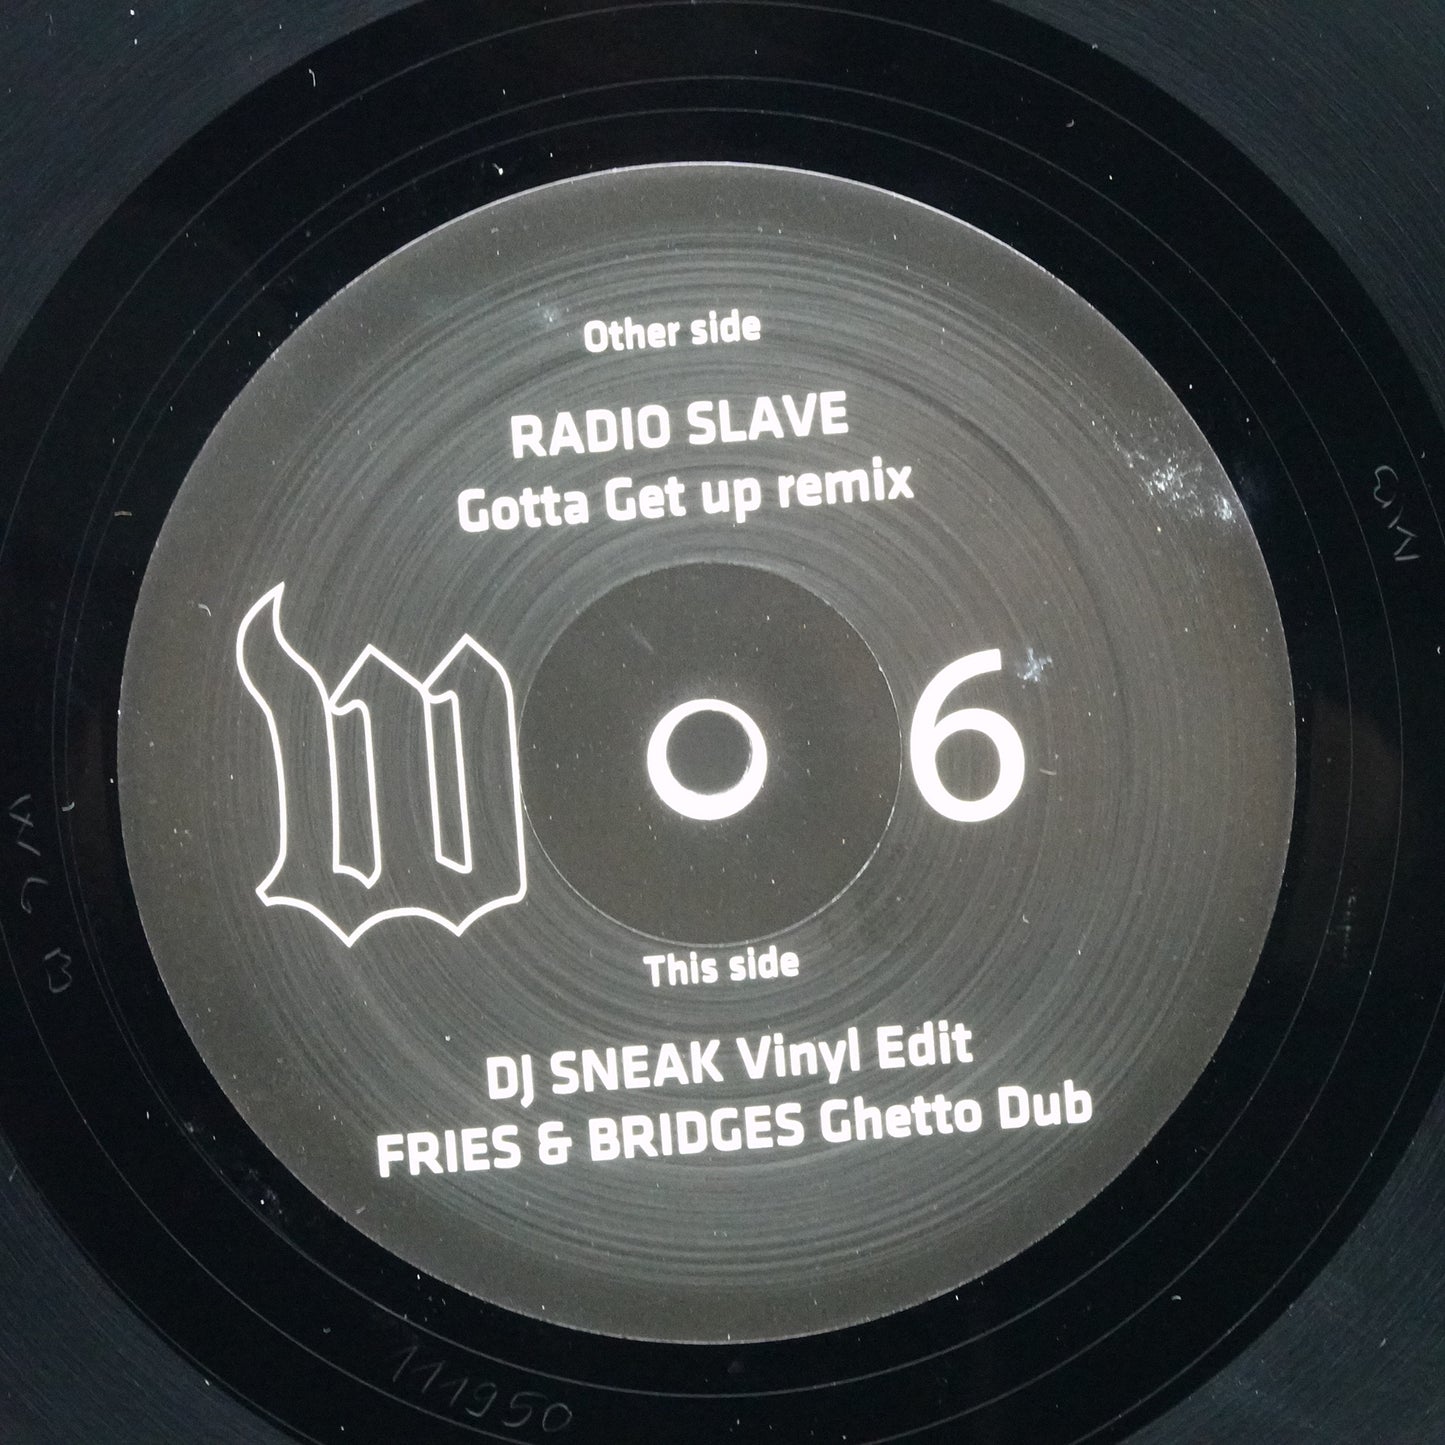 Other side
RADIO SLAVE
Gotta Get up remix
6
This side
DJ SNEAK Vinyl Edit
FRIES & BRIDGES Ghetto Dub
111950